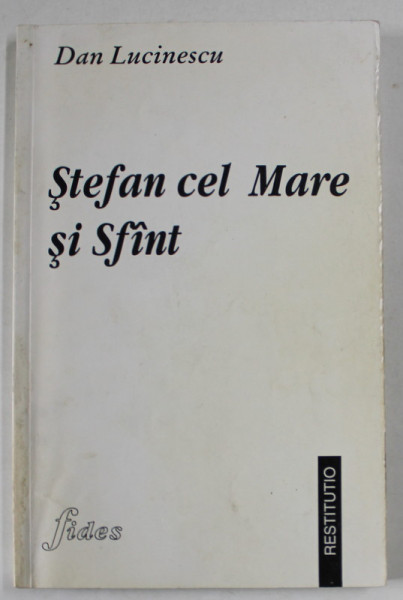 Dan Lucinescu
Ştefan cel Mare
şi Sfînt
fides
RESTITUTIO